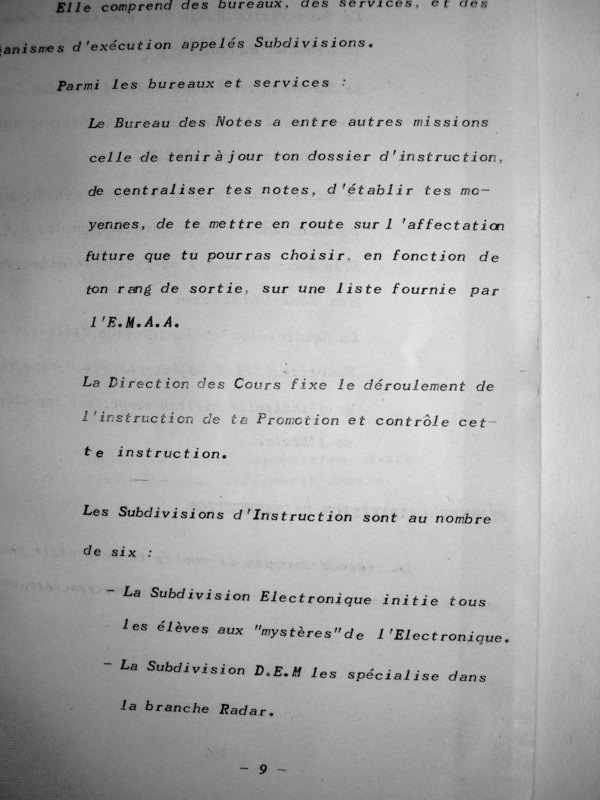 Elle comprend des bureaux, des services, et des
anismes d'exécution appelés Subdivisions.
Parmi les bureaux et services :
Le Bureau des Notes a entre autres missions
celle de tenir à jour ton dossier d'instruction,
de centraliser tes notes, d'établir tes mo-
yennes, de te mettre en route sur l'affectation
future que tu pourras choisir, en fonction de
ton rang de sortie, sur une liste fournie par
l'E.M.A.A.
La Direction des Cours fixe le déroulement de
l'instruction de ta Promotion et contrôle cet-
te instruction.
Les Subdivisions d'Instruction sont au nombre
de six :
- La Subdivision Electronique initie tous
les élèves aux "mystères" de l'Electronique.
- La Subdivision D.E.M les spécialise dans
la branche Radar.
- 9 -